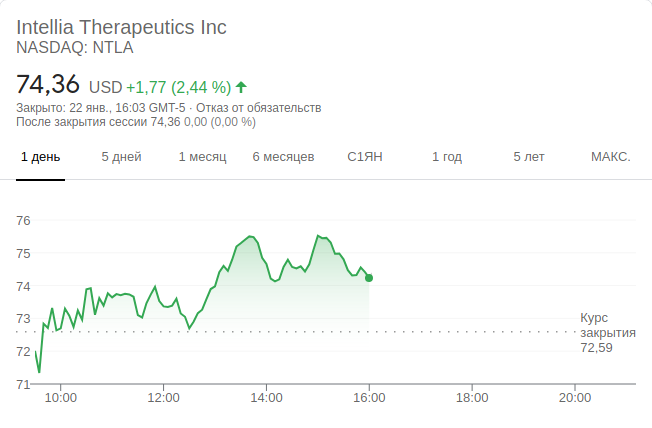 Intellia Therapeutics Inc
NASDAQ: NTLA
74,36 USD +1,77 (2,44 %)
Закрыто: 22 янв., 16:03 GMT-5 · Отказ от обязательств
После закрытия сессии 74,36 0,00 (0,00 %)
1 день 5 дней 1 месяц 6 месяцев С1ЯН 1 год 5 лет МАКС.
76
75
74
73
72
71
Курс
закрытия
72,59
10:00 12:00 14:00 16:00 18:00 20:00